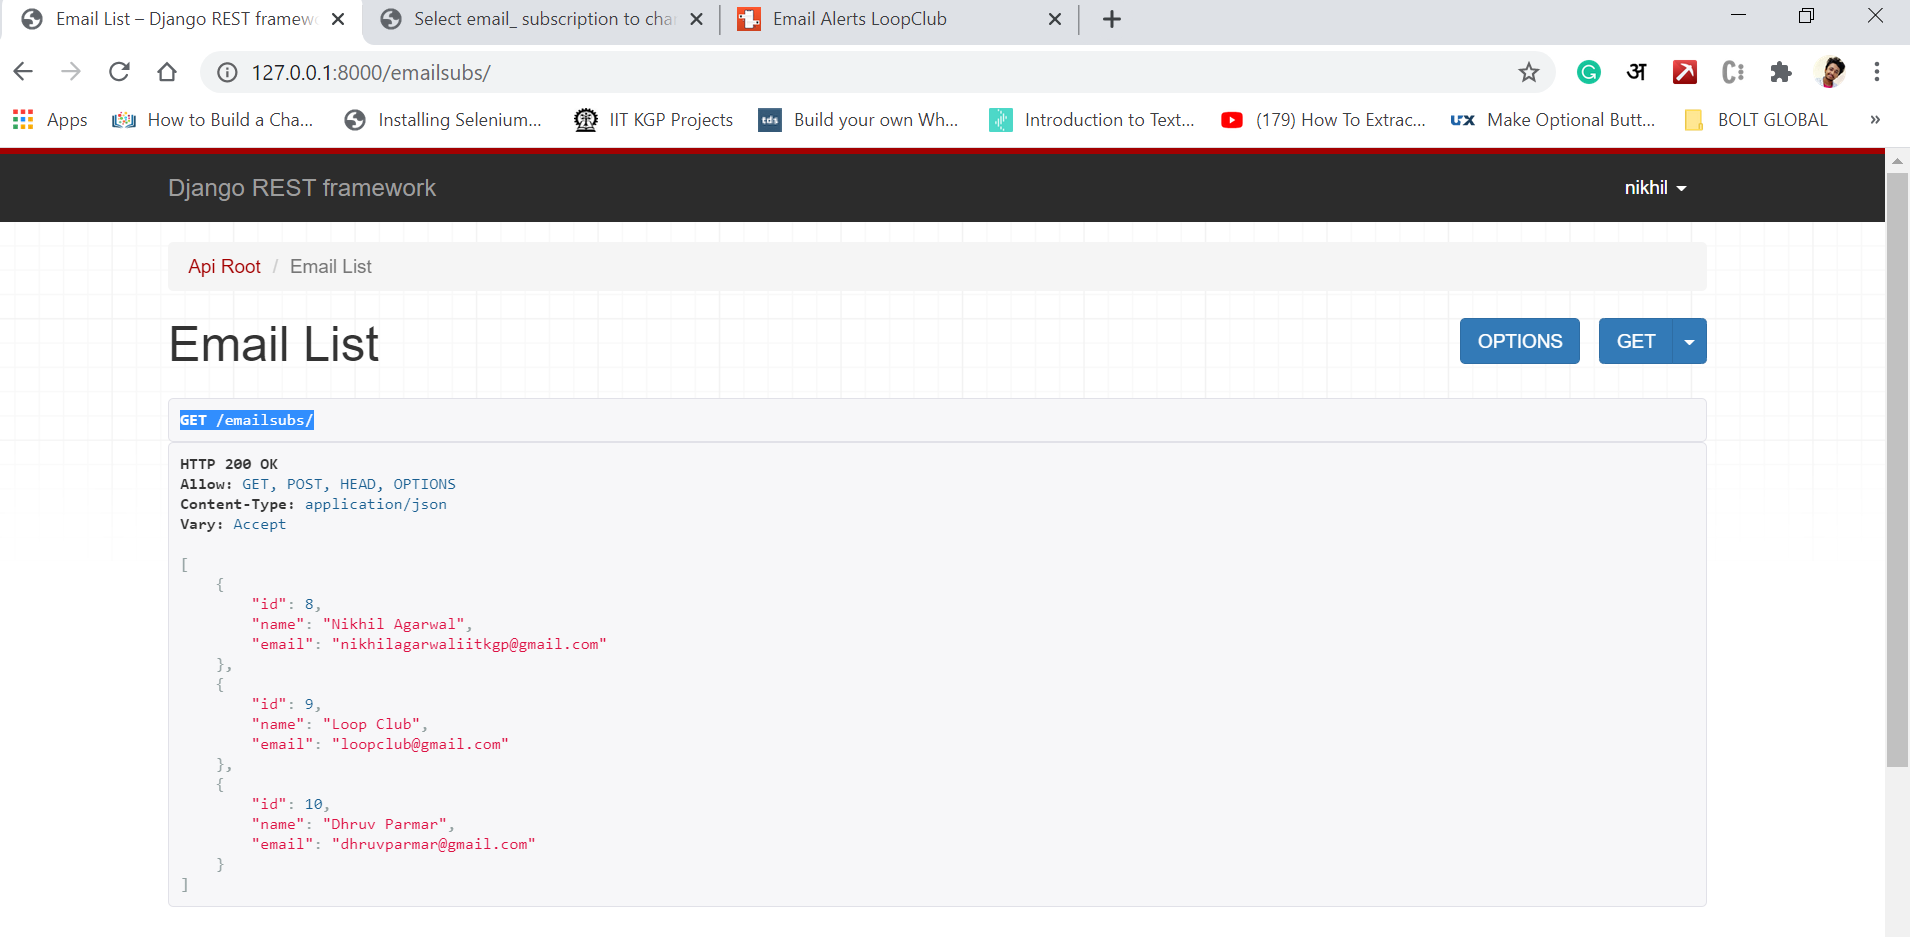 Email List – Django REST framewo
Select email_ subscription to cha
Email Alerts LoopClub
127.0.0.1:8000/emailsubs/
अ
Apps
How to Build a Cha...
Installing Selenium...
IIT KGP Projects
tds
Build your own Wh...
Introduction to Text...
(179) How To Extrac...
UX
Make Optional Butt...
BOLT GLOBAL
»
Django REST framework
nikhil
Api Root / Email List
Email List
OPTIONS
GET
GET /emailsubs/
HTTP 200 OK
Allow: GET, POST, HEAD, OPTIONS
Content-Type: application/json
Vary: Accept
[
    {
        "id": 8,
        "name": "Nikhil Agarwal",
        "email": "nikhilagarwaliitkgp@gmail.com"
    },
    {
        "id": 9,
        "name": "Loop Club",
        "email": "loopclub@gmail.com"
    },
    {
        "id": 10,
        "name": "Dhruv Parmar",
        "email": "dhruvparmar@gmail.com"
    }
]